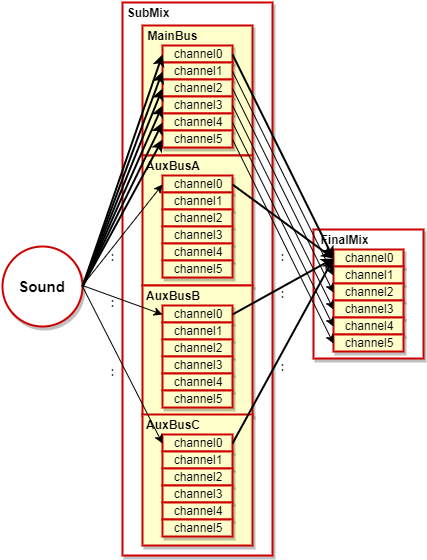 SubMix
MainBus
channel0
channel1
channel2
channel3
channel4
channel5
AuxBusA
channel0
channel1
channel2
channel3
channel4
channel5
AuxBusB
channel0
channel1
channel2
channel3
channel4
channel5
AuxBusC
channel0
channel1
channel2
channel3
channel4
channel5
Sound
:
:
:
FinalMix
channel0
channel1
channel2
channel3
channel4
channel5
:
:
: